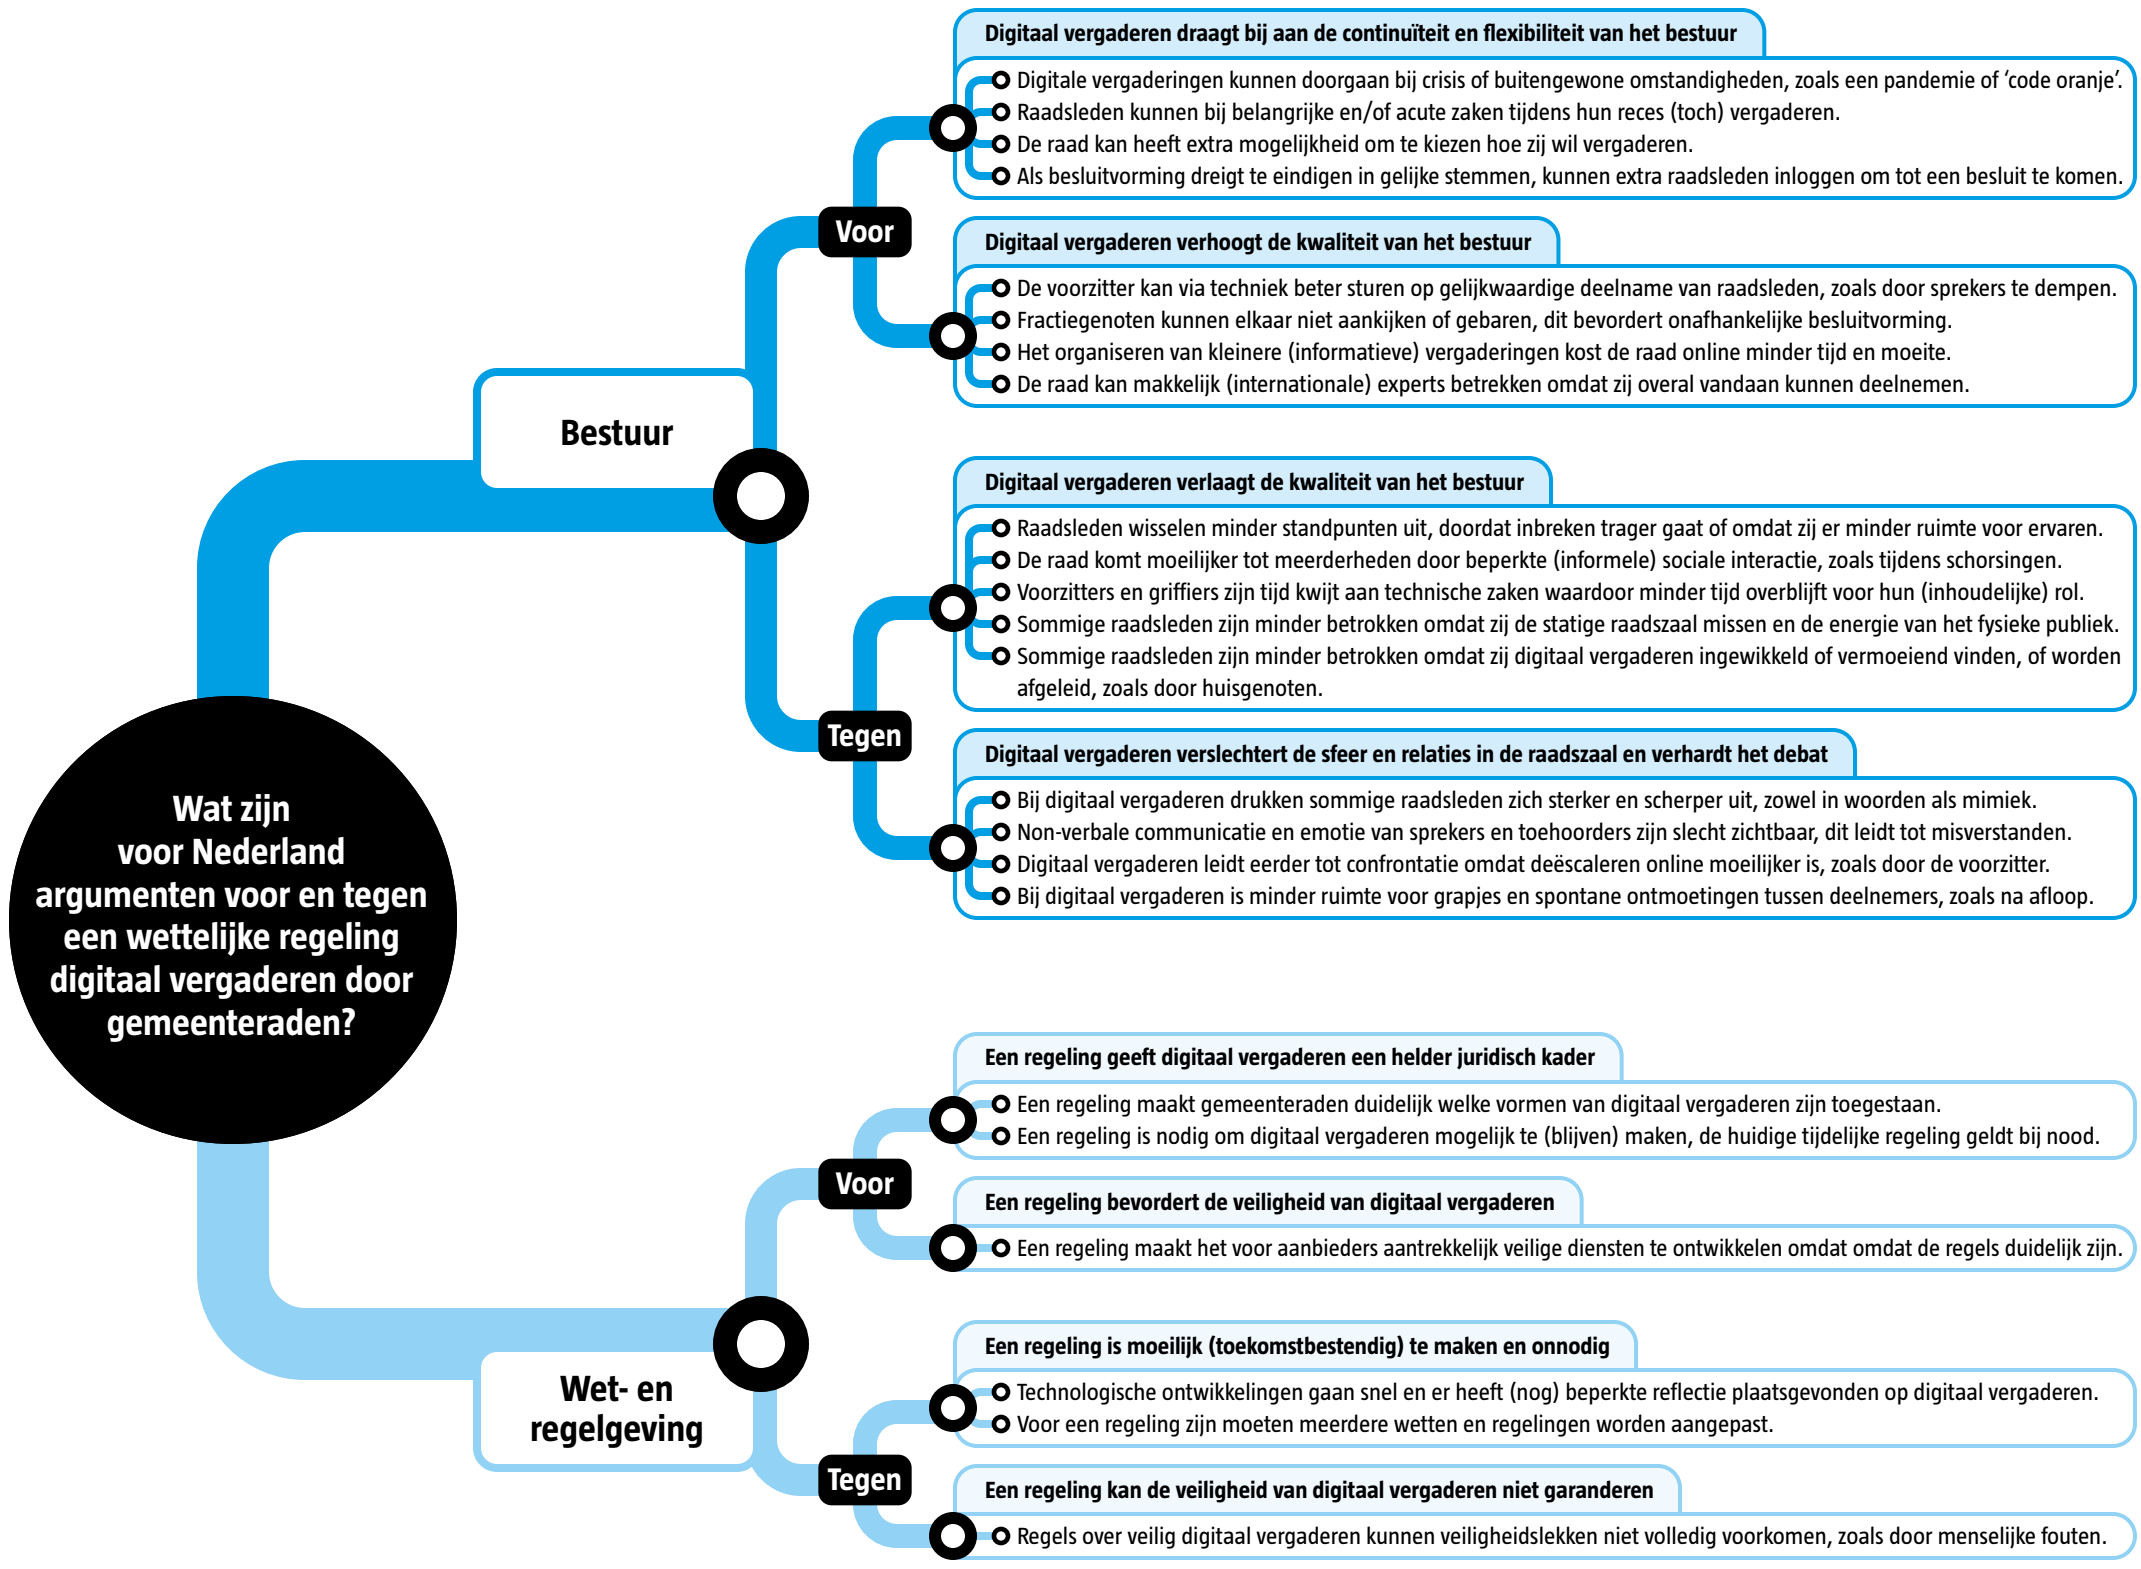 Wat zijn
voor Nederland
argumenten voor en tegen
een wettelijke regeling
digitaal vergaderen door
gemeenteraden?
Bestuur
Voor
Digitaal vergaderen draagt bij aan de continuïteit en flexibiliteit van het bestuur
Digitale vergaderingen kunnen doorgaan bij crisis of buitengewone omstandigheden, zoals een pandemie of ‘code oranje’.
Raadsleden kunnen bij belangrijke en/of acute zaken tijdens hun reces (toch) vergaderen.
De raad kan heeft extra mogelijkheid om te kiezen hoe zij wil vergaderen.
Als besluitvorming dreigt te eindigen in gelijke stemmen, kunnen extra raadsleden inloggen om tot een besluit te komen.
Digitaal vergaderen verhoogt de kwaliteit van het bestuur
De voorzitter kan via techniek beter sturen op gelijkwaardige deelname van raadsleden, zoals door sprekers te dempen.
Fractiegenoten kunnen elkaar niet aankijken of gebaren, dit bevordert onafhankelijke besluitvorming.
Het organiseren van kleinere (informatieve) vergaderingen kost de raad online minder tijd en moeite.
De raad kan makkelijk (internationale) experts betrekken omdat zij overal vandaan kunnen deelnemen.
Tegen
Digitaal vergaderen verlaagt de kwaliteit van het bestuur
Raadsleden wisselen minder standpunten uit, doordat inbreken trager gaat of omdat zij er minder ruimte voor ervaren.
De raad komt moeilijker tot meerderheden door beperkte (informele) sociale interactie, zoals tijdens schorsingen.
Voorzitters en griffiers zijn tijd kwijt aan technische zaken waardoor minder tijd overblijft voor hun (inhoudelijke) rol.
Sommige raadsleden zijn minder betrokken omdat zij de statige raadszaal missen en de energie van het fysieke publiek.
Sommige raadsleden zijn minder betrokken omdat zij digitaal vergaderen ingewikkeld of vermoeiend vinden, of worden
afgeleid, zoals door huisgenoten.
Digitaal vergaderen verslechtert de sfeer en relaties in de raadszaal en verhardt het debat
Bij digitaal vergaderen drukken sommige raadsleden zich sterker en scherper uit, zowel in woorden als mimiek.
Non-verbale communicatie en emotie van sprekers en toehoorders zijn slecht zichtbaar, dit leidt tot misverstanden.
Digitaal vergaderen leidt eerder tot confrontatie omdat deëscaleren online moeilijker is, zoals door de voorzitter.
Bij digitaal vergaderen is minder ruimte voor grapjes en spontane ontmoetingen tussen deelnemers, zoals na afloop.
Wet- en
regelgeving
Voor
Een regeling geeft digitaal vergaderen een helder juridisch kader
Een regeling maakt gemeenteraden duidelijk welke vormen van digitaal vergaderen zijn toegestaan.
Een regeling is nodig om digitaal vergaderen mogelijk te (blijven) maken, de huidige tijdelijke regeling geldt bij nood.
Een regeling bevordert de veiligheid van digitaal vergaderen
Een regeling maakt het voor aanbieders aantrekkelijk veilige diensten te ontwikkelen omdat omdat de regels duidelijk zijn.
Tegen
Een regeling is moeilijk (toekomstbestendig) te maken en onnodig
Technologische ontwikkelingen gaan snel en er heeft (nog) beperkte reflectie plaatsgevonden op digitaal vergaderen.
Voor een regeling zijn moeten meerdere wetten en regelingen worden aangepast.
Een regeling kan de veiligheid van digitaal vergaderen niet garanderen
Regels over veilig digitaal vergaderen kunnen veiligheidslekken niet volledig voorkomen, zoals door menselijke fouten.